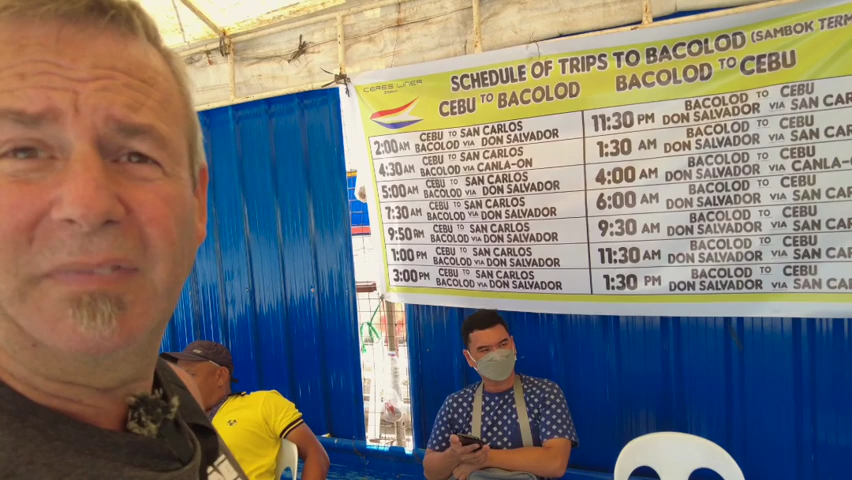 CERES LINER
SCHEDULE OF TRIPS TO BACOLOD (SAMBOK TERM
CEBU TO BACOLOD
BACOLOD TO CEBU
2:00 AM CEBU TO SAN CARLOS
BACOLOD VIA DON SALVADOR
4:30 AM CEBU TO SAN CARLOS
BACOLOD VIA CANLA-ON
5:00 AM CEBU TO SAN CARLOS
BACOLOD VIA DON SALVADOR
7:30 AM CEBU TO SAN CARLOS
BACOLOD VIA DON SALVADOR
9:50 AM CEBU TO SAN CARLOS
BACOLOD VIA DON SALVADOR
1:00 PM CEBU TO SAN CARLOS
BACOLOD VIA DON SALVADOR
3:00 PM CEBU TO SAN CARLOS
BACOLOD VIA DON SALVADOR
11:30 PM BACOLOD TO CEBU
DON SALVADOR VIA SAN CAR
1:30 AM BACOLOD TO CEBU
DON SALVADOR VIA SAN CAR
4:00 AM BACOLOD TO CEBU
DON SALVADOR VIA CANLA-O
6:00 AM BACOLOD TO CEBU
DON SALVADOR VIA SAN CAR
9:30 AM BACOLOD TO CEBU
DON SALVADOR VIA SAN CAR
11:30 AM BACOLOD TO CEBU
DON SALVADOR VIA SAN CAR
1:30 PM BACOLOD TO CEBU
DON SALVADOR VIA SAN CAR